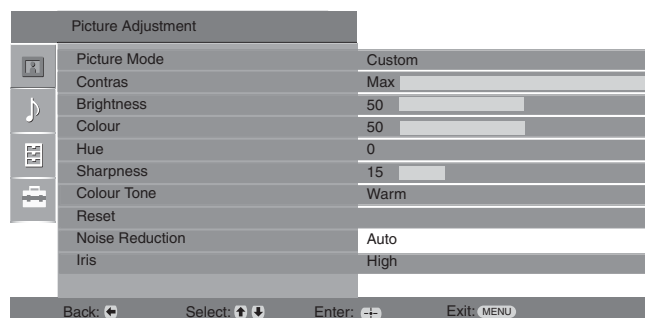 Picture Adjustment
Picture Mode Custom
Contras Max
Brightness 50
Colour 50
Hue 0
Sharpness 15
Colour Tone Warm
Reset
Noise Reduction Auto
Iris High
Back: Select: Enter: Exit: MENU